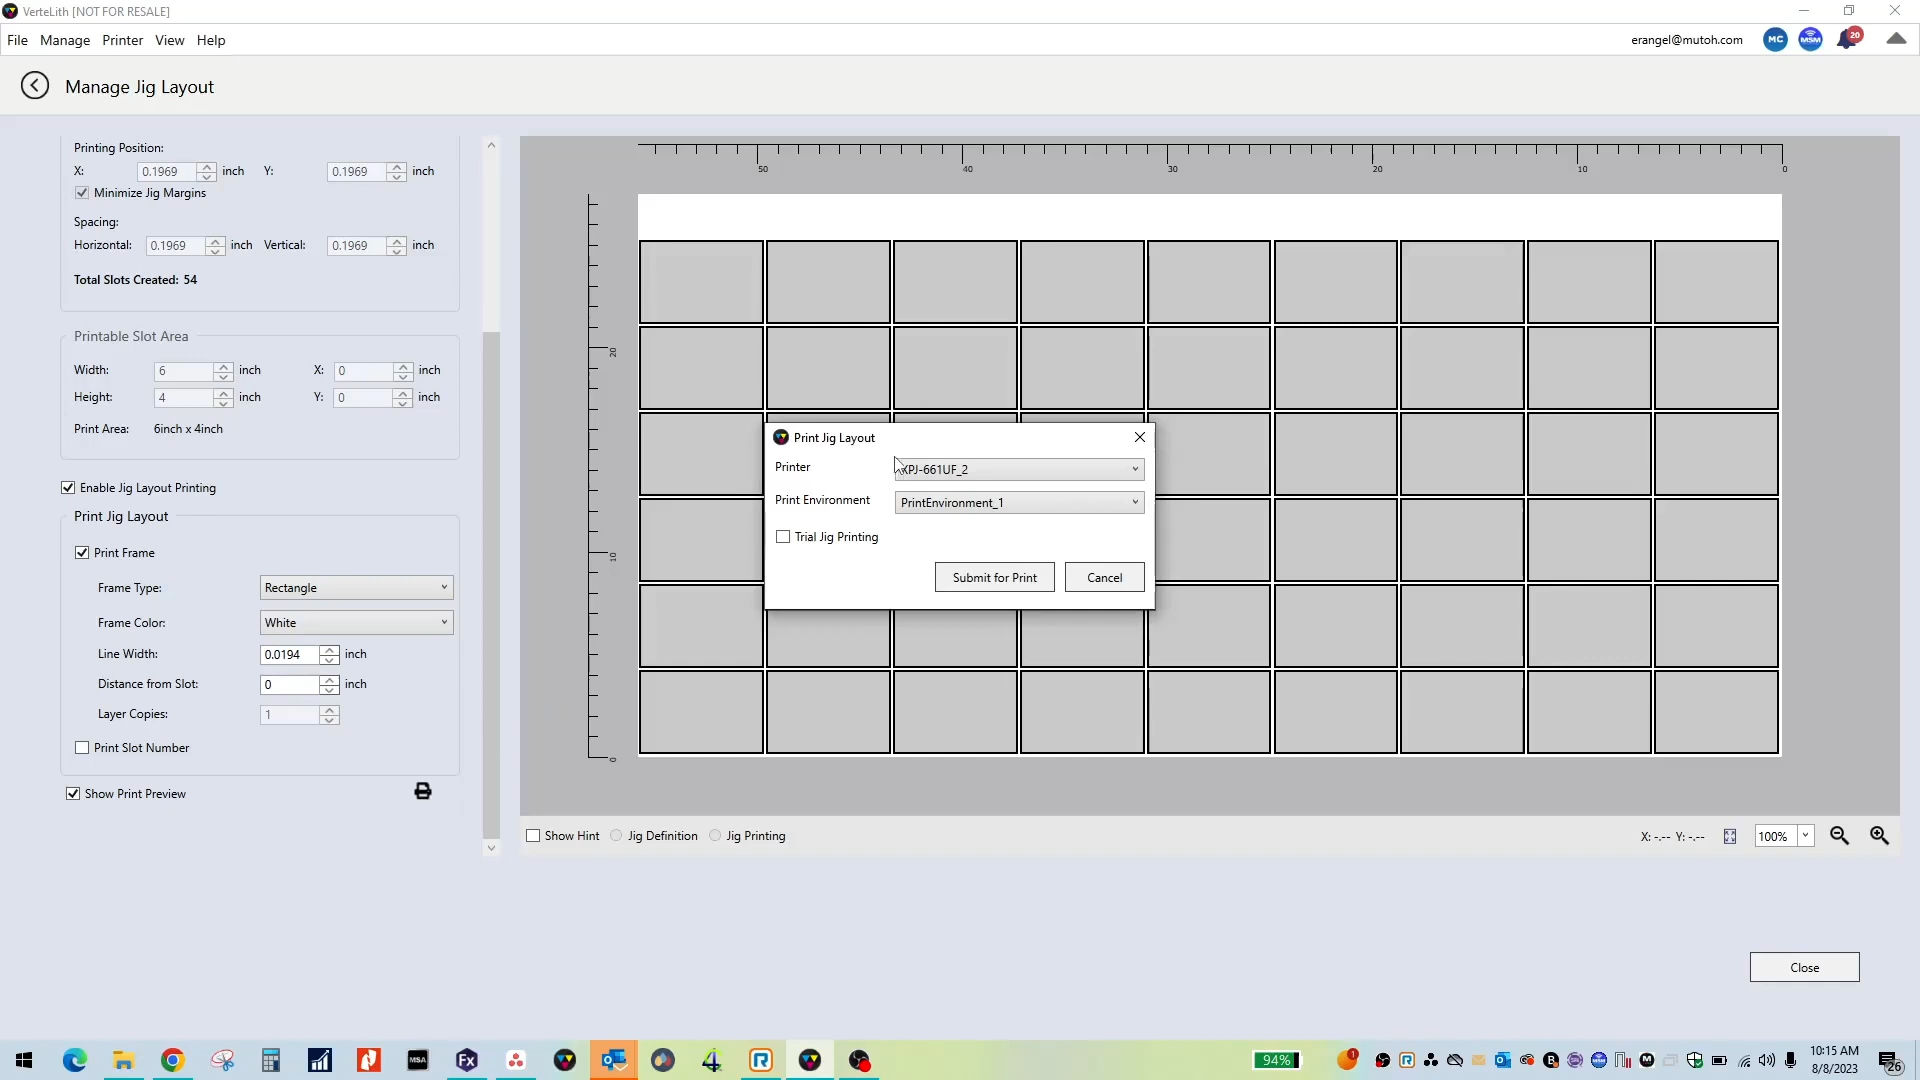 VerteLith [NOT FOR RESALE]
File Manage Printer View Help
erangel@mutoh.com MC MSM 20
Manage Jig Layout
Printing Position:
X: 0.1969 inch Y: 0.1969 inch
Minimize Jig Margins
Spacing:
Horizontal: 0.1969 inch Vertical: 0.1969 inch
Total Slots Created: 54
Printable Slot Area
Width: 6 inch X: 0 inch
Height: 4 inch Y: 0 inch
Print Area: 6inch x 4inch
Enable Jig Layout Printing
Print Jig Layout
Print Frame
Frame Type: Rectangle
Frame Color: White
Line Width: 0.0194 inch
Distance from Slot: 0 inch
Layer Copies: 1
Print Slot Number
Show Print Preview
50 40 30 20 10 0
20
10
0
Print Jig Layout
Printer XPJ-661UF_2
Print Environment PrintEnvironment_1
Trial Jig Printing
Submit for Print Cancel
Show Hint Jig Definition Jig Printing
X: -.-- Y: -.-- 100%
Close
MSA Fx 4 R 94% 1 R B M
10:15 AM
8/8/2023
26